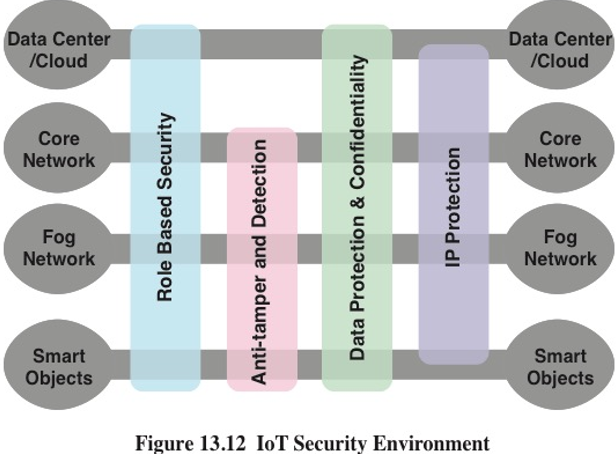 Data Center
/Cloud
Data Center
/Cloud
Core
Network
Core
Network
Fog
Network
Fog
Network
Smart
Objects
Smart
Objects
Role Based Security
Anti-tamper and Detection
Data Protection & Confidentiality
IP Protection
Figure 13.12 IoT Security Environment